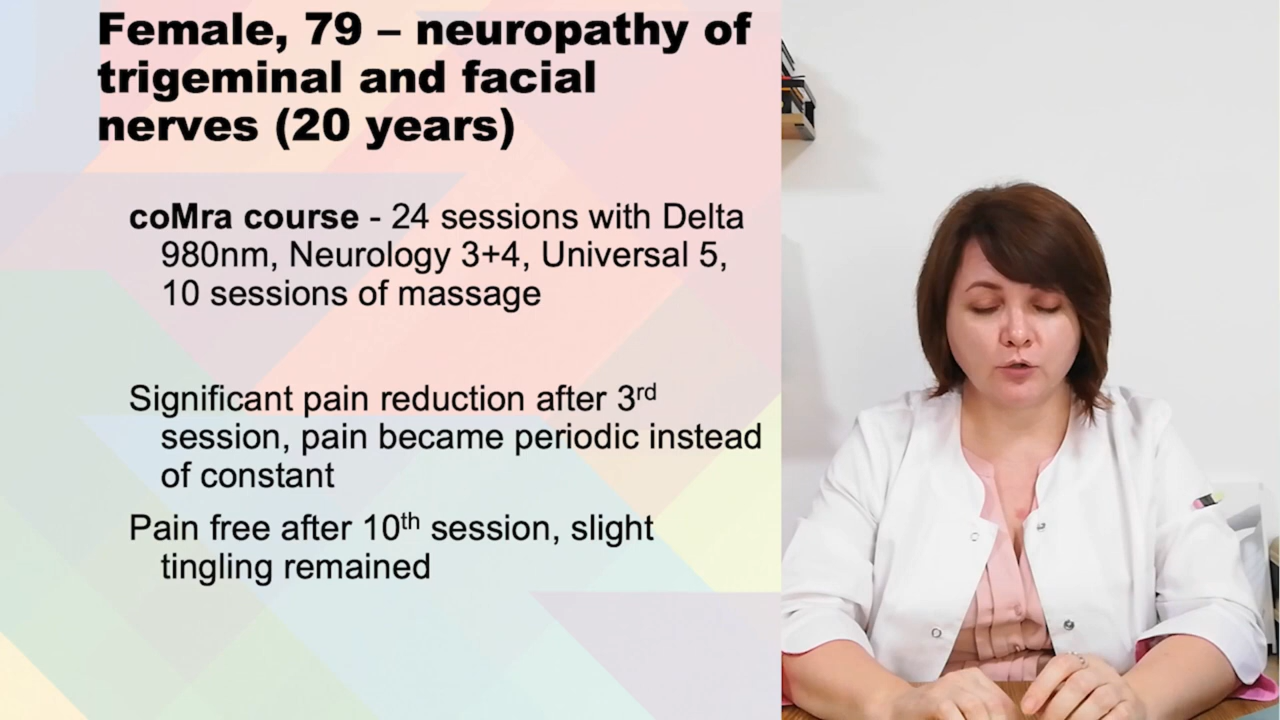 Female, 79 – neuropathy of
trigeminal and facial
nerves (20 years)
coMra course - 24 sessions with Delta
980nm, Neurology 3+4, Universal 5,
10 sessions of massage
Significant pain reduction after 3rd
session, pain became periodic instead
of constant
Pain free after 10th session, slight
tingling remained